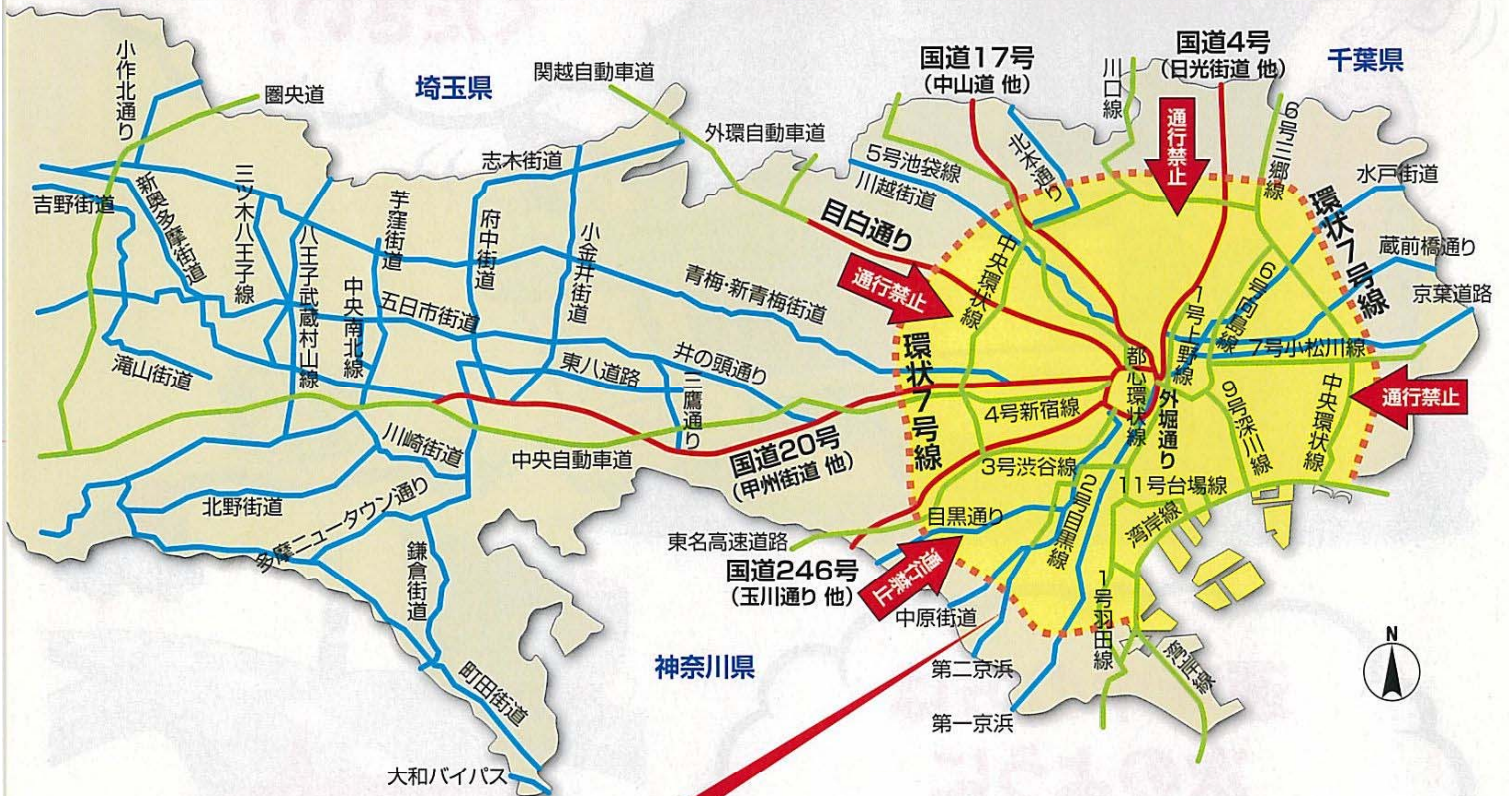 国道17号
(中山道 他)
国道4号
(日光街道 他)
千葉県
埼玉県
神奈川県
小作北通り
圏央道
関越自動車道
外環自動車道
川口線
通行禁止
6号三郷線
水戸街道
環状7号線
蔵前橋通り
京葉道路
5号池袋線
川越街道
北本通り
志木街道
吉野街道
新奥多摩街道
三ツ木八王子線
八王子武蔵村山線
芋窪街道
中央南北線
府中街道
小金井街道
五日市街道
青梅・新青梅街道
目白通り
通行禁止
中央環状線
環状7号線
1号上野線
6号向島線
7号小松川線
滝山街道
東八道路
井の頭通り
三鷹通り
都心環状線
外堀通り
9号深川線
中央環状線
通行禁止
4号新宿線
3号渋谷線
2号目黒線
11号台場線
湾岸線
川崎街道
中央自動車道
国道20号
(甲州街道 他)
北野街道
多摩ニュータウン通り
鎌倉街道
目黒通り
東名高速道路
国道246号
(玉川通り 他)
通行禁止
中原街道
第二京浜
第一京浜
1号羽田線
湾岸線
町田街道
大和バイパス
N